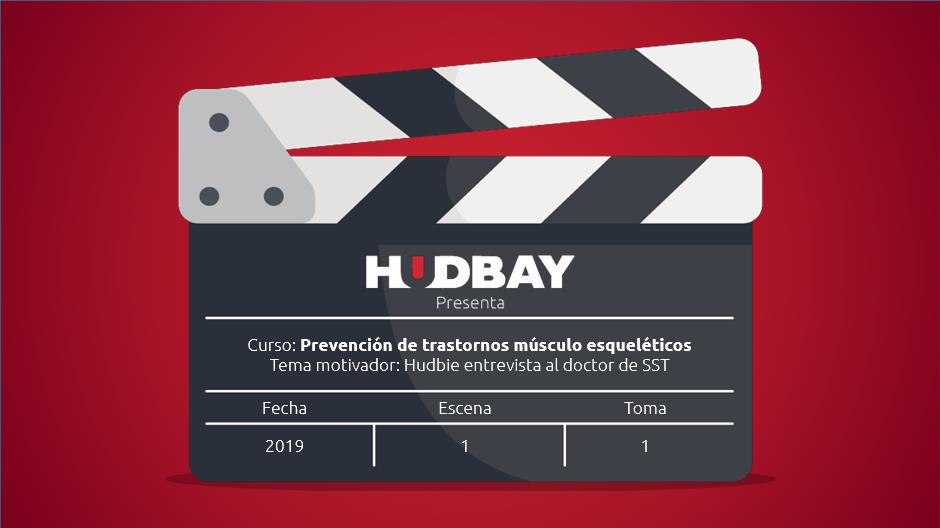 HUDBAY
Presenta
Curso: Prevención de trastornos músculo esqueléticos
Tema motivador: Hudbie entrevista al doctor de SST
Fecha Escena Toma
2019 1 1